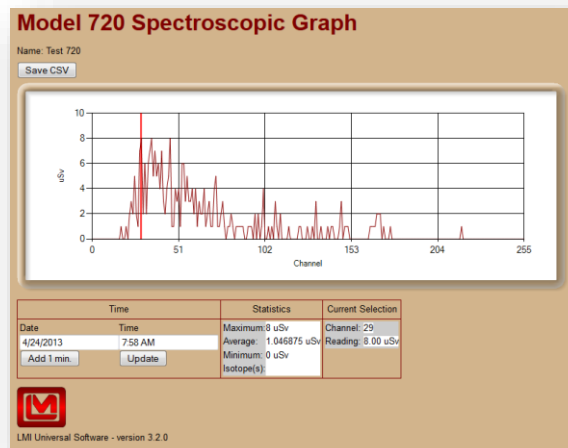 Model 720 Spectroscopic Graph
Name: Test 720
Save CSV
10
8
6
4
2
0
uSv
0 51 102 153 204 255
Channel
Time Statistics Current Selection
Date Time Maximum: 8 uSv Channel: 29
4/24/2013 7:58 AM Average: 1.046875 uSv Reading: 8.00 uSv
Add 1 min. Update Minimum: 0 uSv
Isotope(s):
LMI Universal Software - version 3.2.0